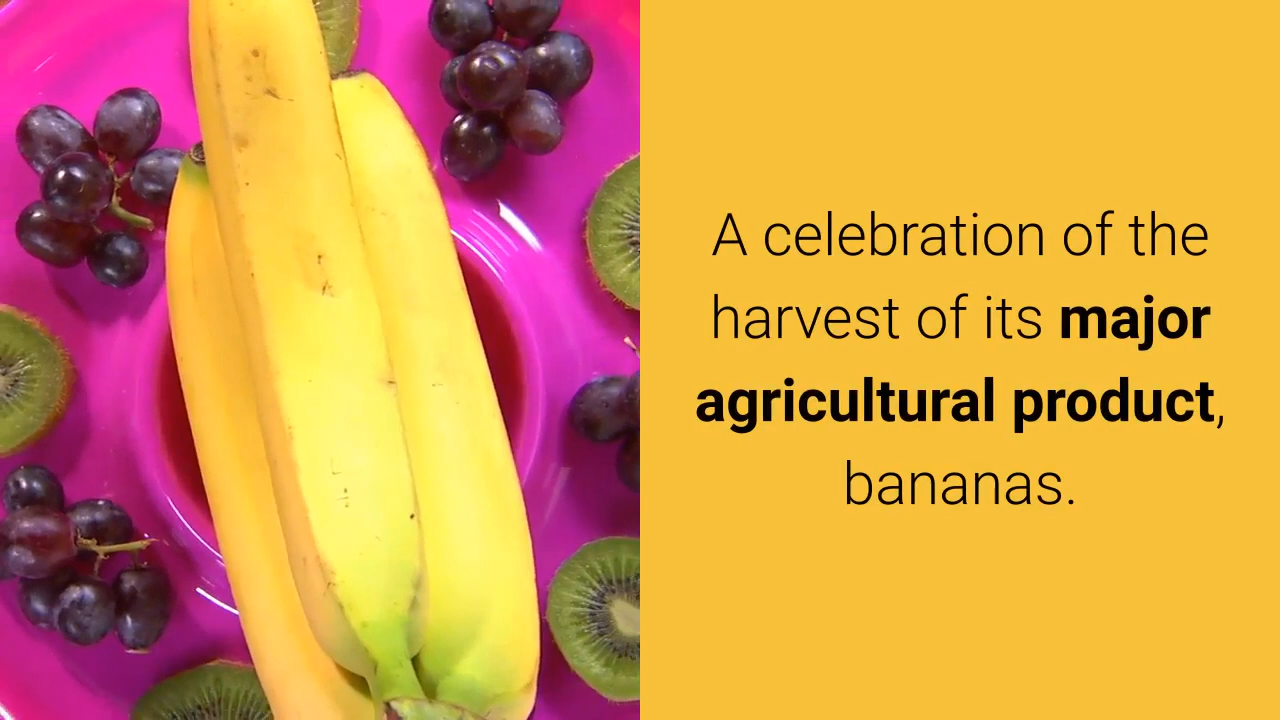 A celebration of the
harvest of its major
agricultural product,
bananas.